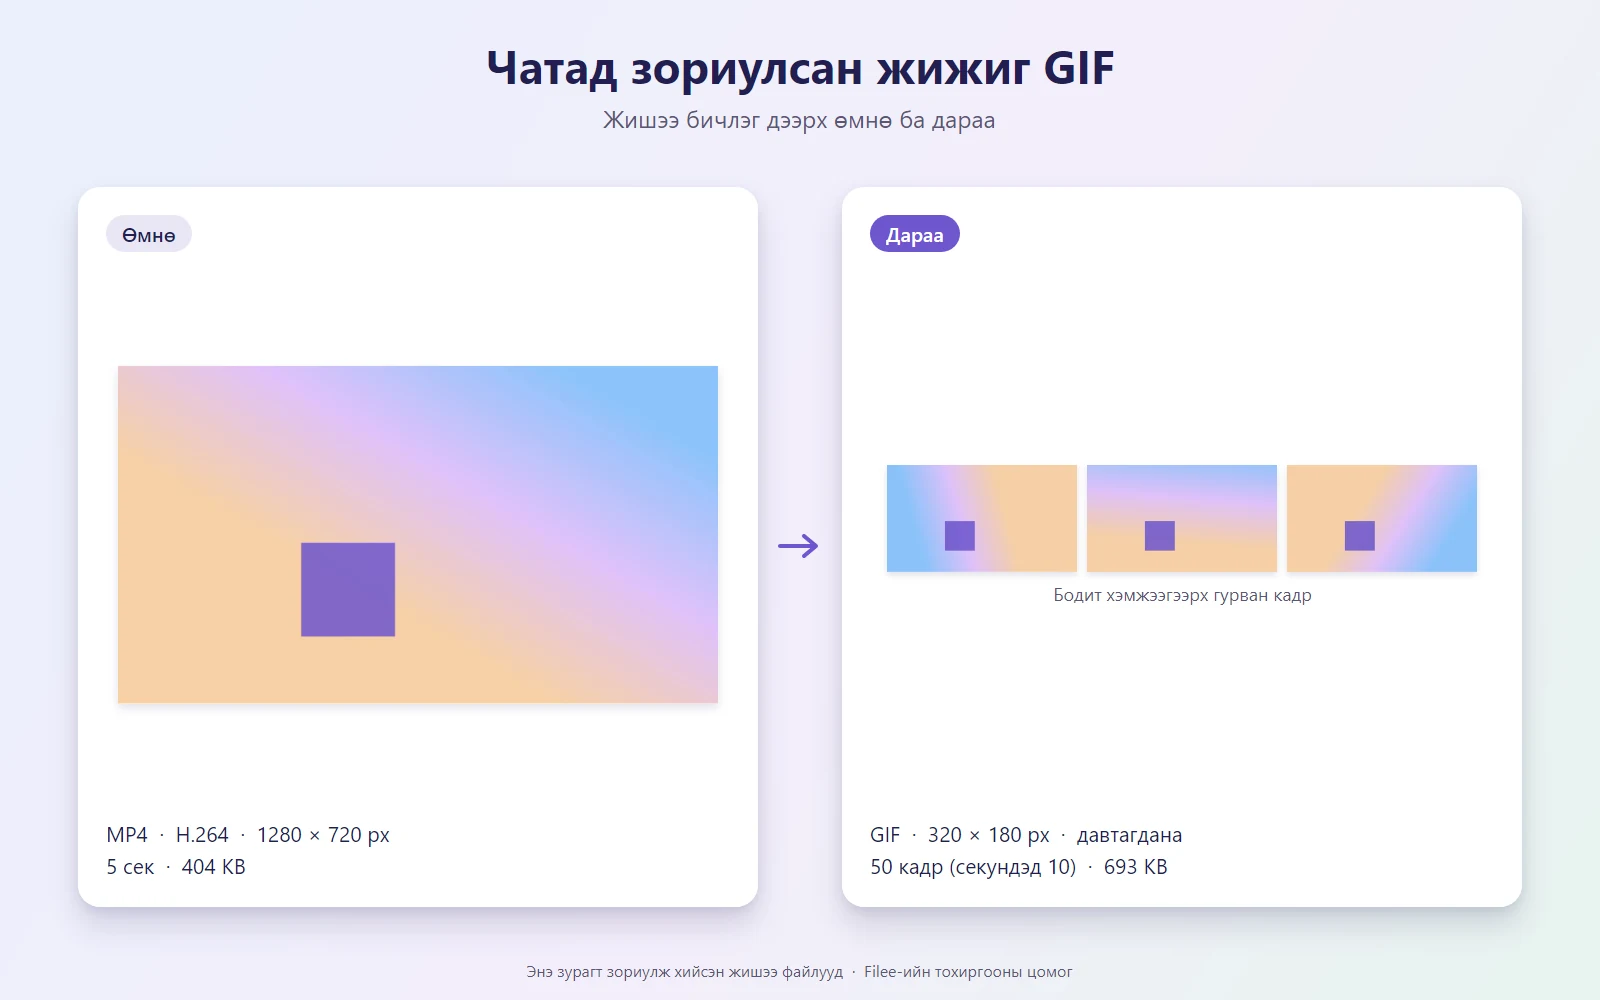 Чатад зориулсан жижиг GIF
Жишээ бичлэг дээрх өмнө ба дараа
Өмнө
MP4 · H.264 · 1280 × 720 px
5 сек · 404 KB
Дараа
Бодит хэмжээгээрх гурван кадр
GIF · 320 × 180 px · давтагдана
50 кадр (секундэд 10) · 693 KB
Энэ зурагт зориулж хийсэн жишээ файлууд · Filee-ийн тохиргооны цомог